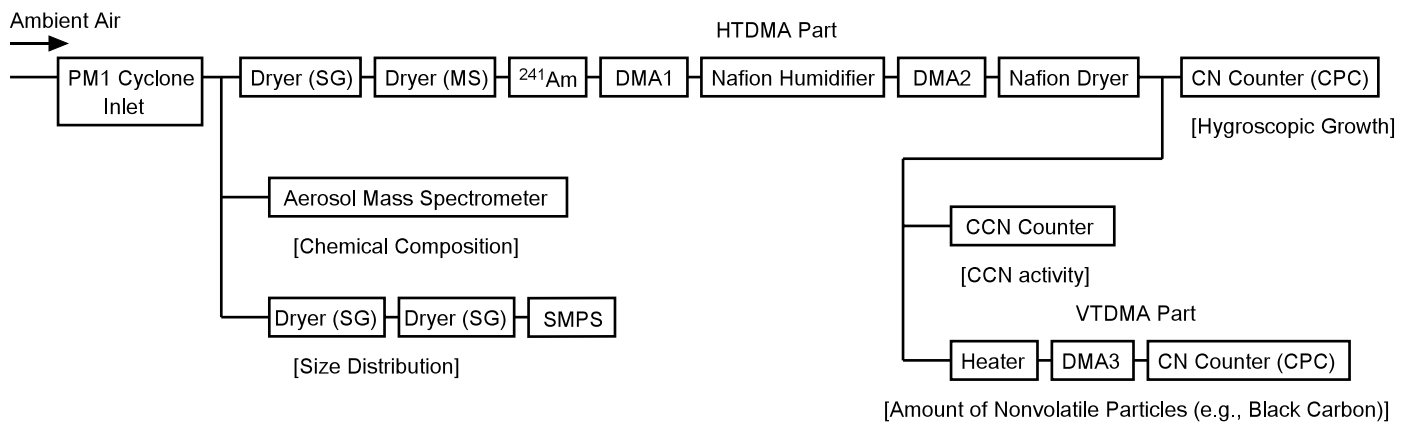 Ambient Air
HTDMA Part
PM1 Cyclone
Inlet
Dryer (SG)
Dryer (MS)
241Am
DMA1
Nafion Humidifier
DMA2
Nafion Dryer
CN Counter (CPC)
[Hygroscopic Growth]
Aerosol Mass Spectrometer
[Chemical Composition]
CCN Counter
[CCN activity]
Dryer (SG)
Dryer (SG)
SMPS
[Size Distribution]
VTDMA Part
Heater
DMA3
CN Counter (CPC)
[Amount of Nonvolatile Particles (e.g., Black Carbon)]